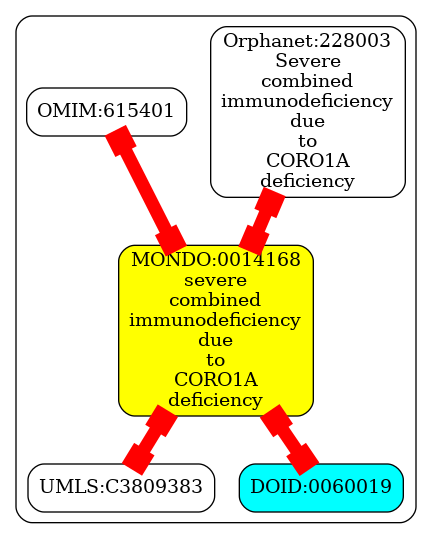 OMIM:615401
Orphanet:228003
Severe
combined
immunodeficiency
due
to
CORO1A
deficiency
MONDO:0014168
severe
combined
immunodeficiency
due
to
CORO1A
deficiency
UMLS:C3809383
DOID:0060019